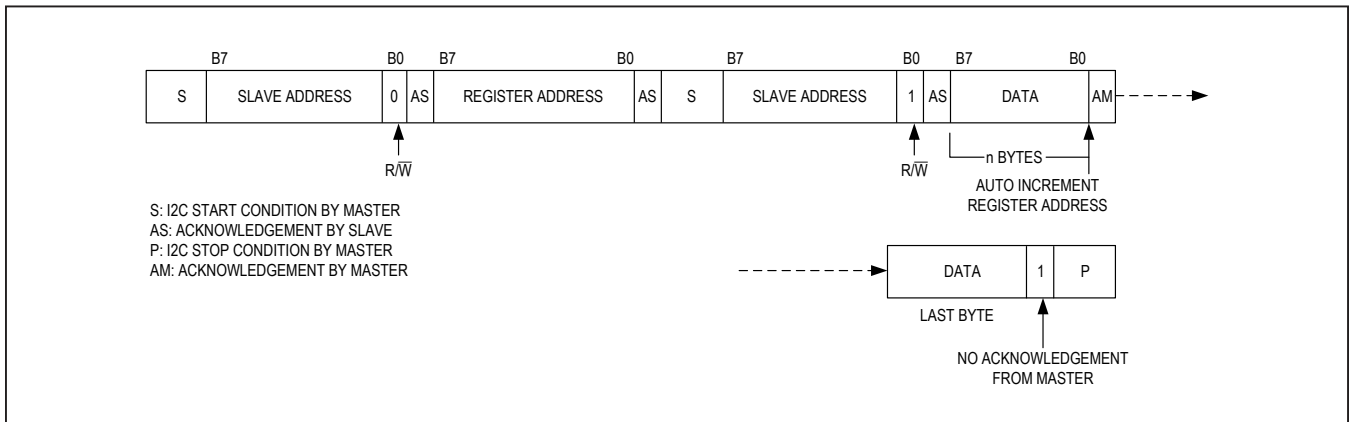 B7 B0 B7 B0 B7 B0 B7 B0
S SLAVE ADDRESS 0 AS REGISTER ADDRESS AS S SLAVE ADDRESS 1 AS DATA AM
R/W̅ R/W̅
n BYTES
AUTO INCREMENT
REGISTER ADDRESS
S: I2C START CONDITION BY MASTER
AS: ACKNOWLEDGEMENT BY SLAVE
P: I2C STOP CONDITION BY MASTER
AM: ACKNOWLEDGEMENT BY MASTER
DATA 1 P
LAST BYTE
NO ACKNOWLEDGEMENT
FROM MASTER